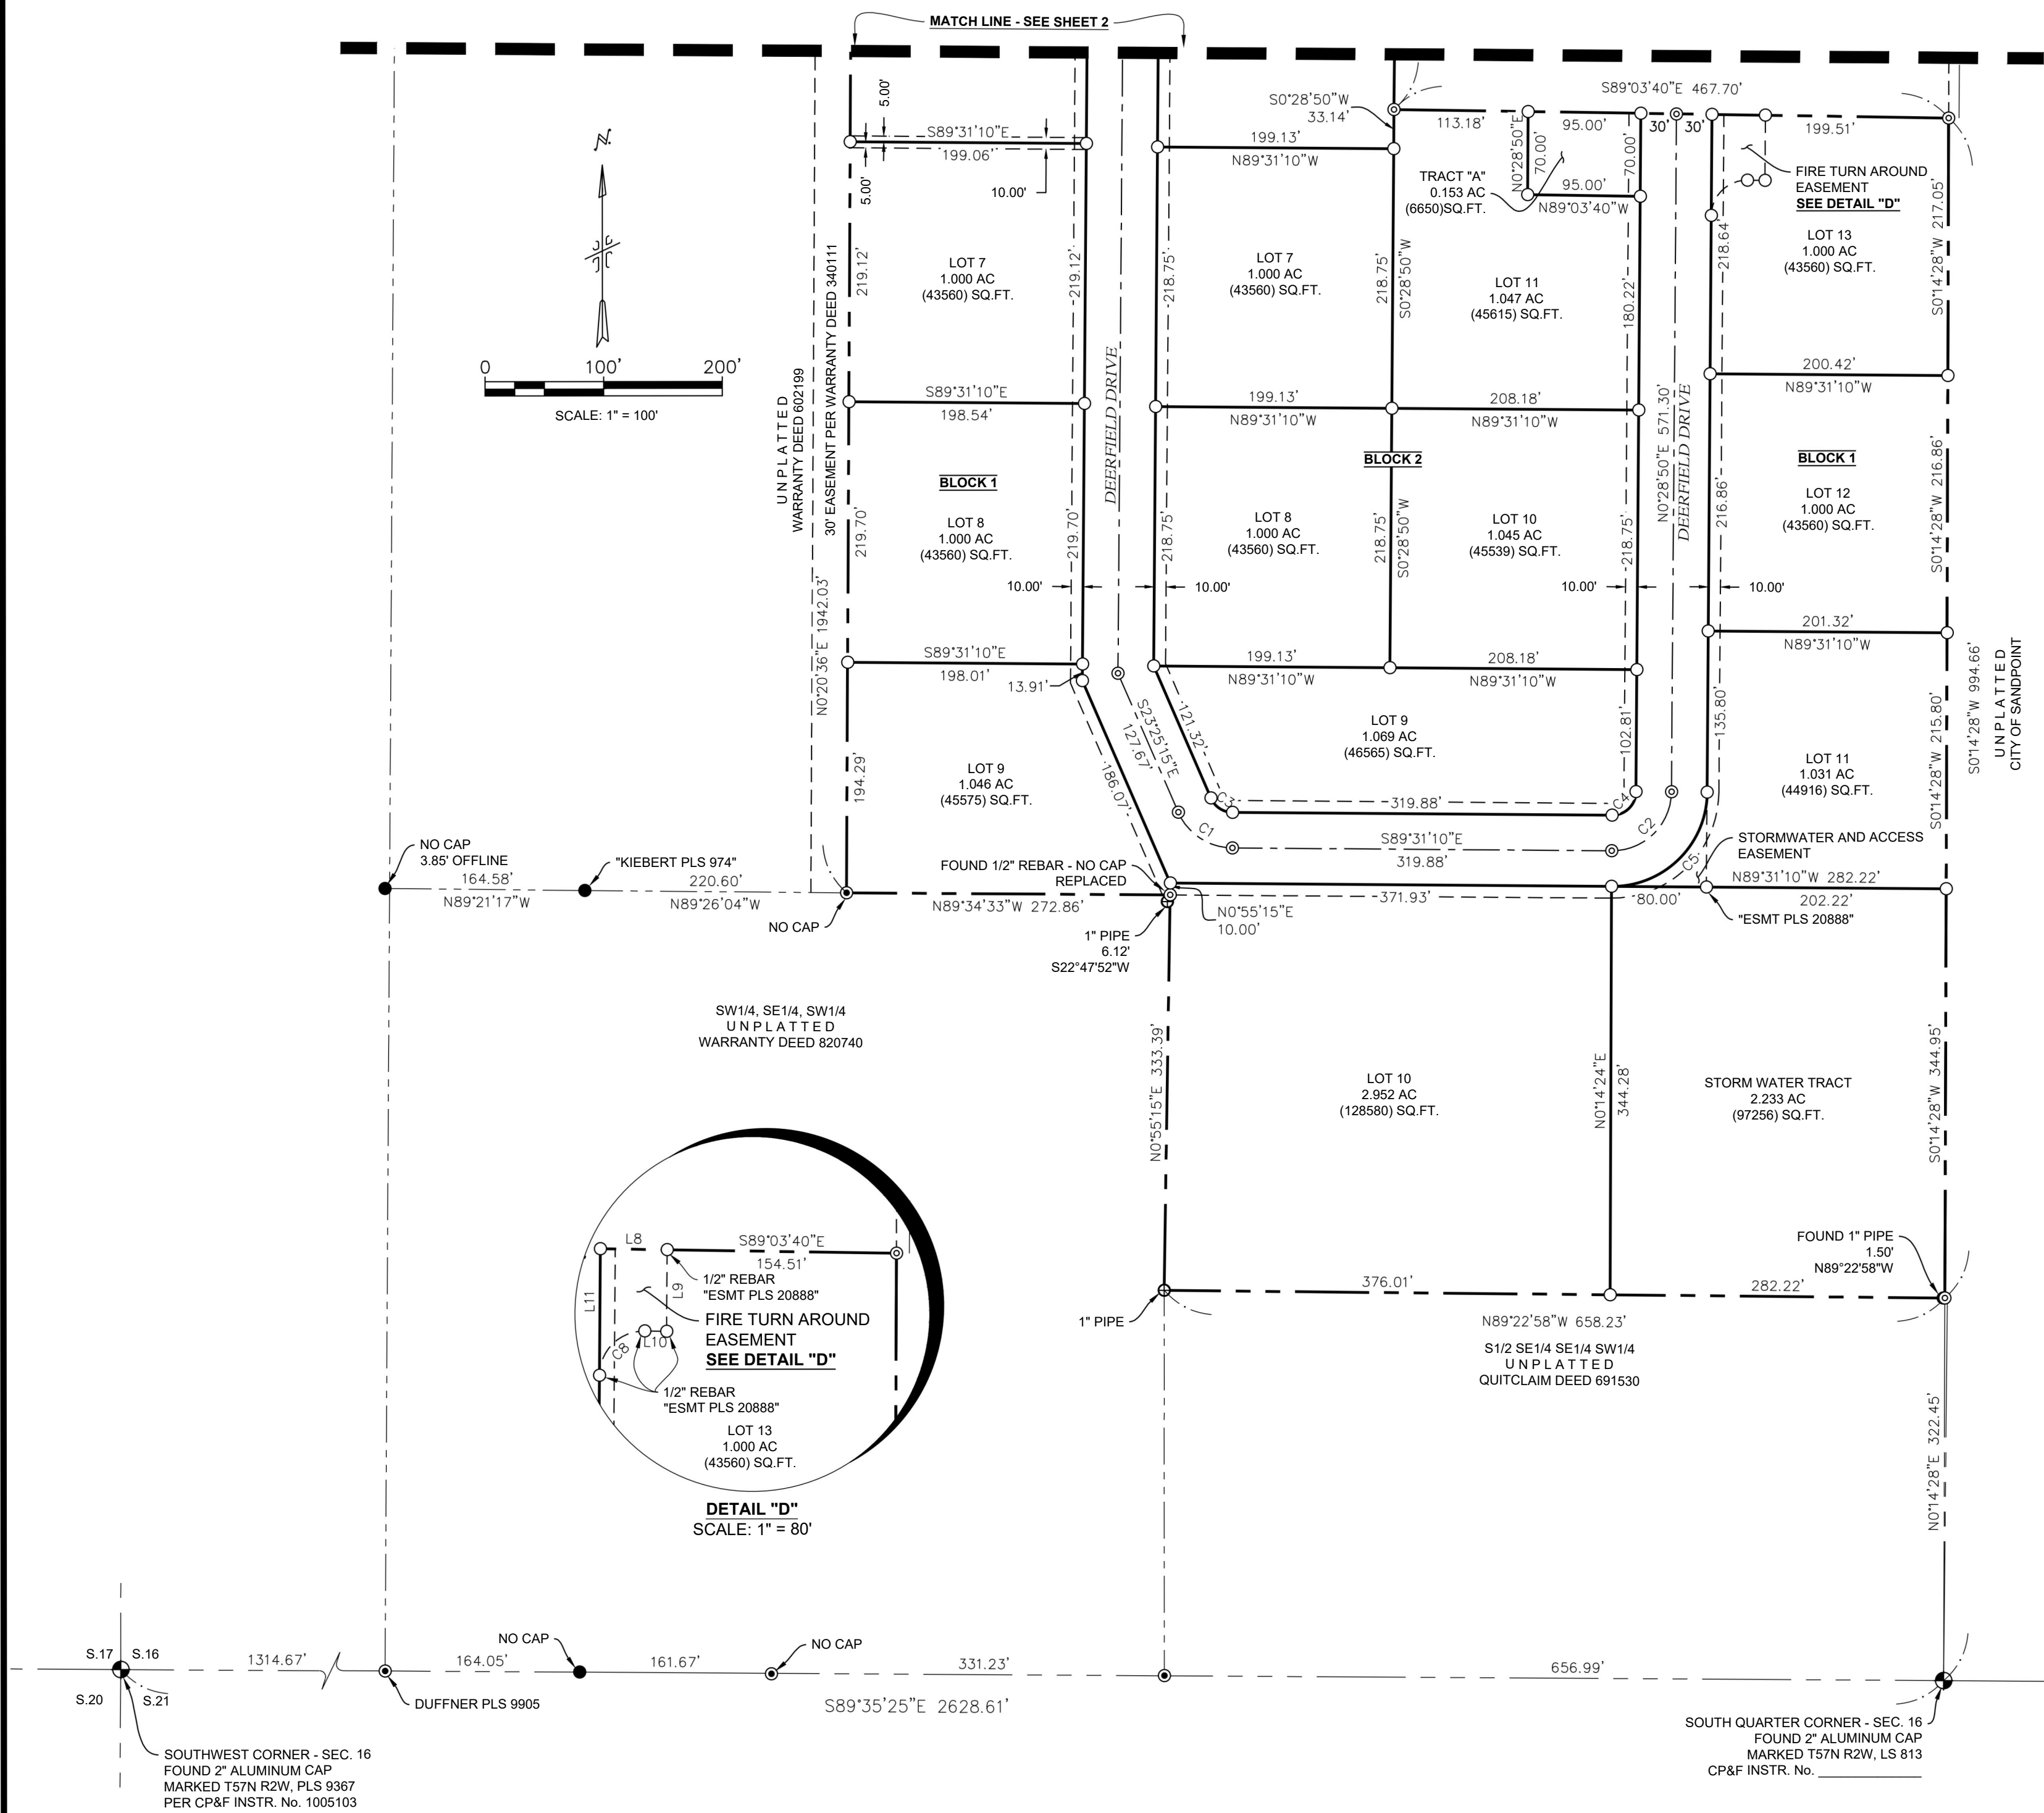 MATCH LINE - SEE SHEET 2
N.
0 100' 200'
SCALE: 1" = 100'
UNPLATTED
WARRANTY DEED 602199
30' EASEMENT PER WARRANTY DEED 340111
N0°20'36"E 1942.03'
5.00'
5.00'
S89°31'10"E
199.06'
10.00'
219.12'
LOT 7
1.000 AC
(43560) SQ.FT.
219.12'
S89°31'10"E
198.54'
BLOCK 1
LOT 8
1.000 AC
(43560) SQ.FT.
219.70'
219.70'
10.00'
10.00'
S89°31'10"E
198.01'
13.91'
194.29'
LOT 9
1.046 AC
(45575) SQ.FT.
186.07'
DEERFIELD DRIVE
S23°25'15"E
127.67'
121.32'
199.13'
N89°31'10"W
218.75'
LOT 7
1.000 AC
(43560) SQ.FT.
218.75'
S0°28'50"W
199.13'
N89°31'10"W
BLOCK 2
218.75'
LOT 8
1.000 AC
(43560) SQ.FT.
218.75'
S0°28'50"W
199.13'
N89°31'10"W
S0°28'50"W
33.14'
113.18'
S89°03'40"E 467.70'
95.00'
30'
30'
199.51'
N0°28'50"E
70.00'
70.00'
95.00'
N89°03'40"W
TRACT "A"
0.153 AC
(6650)SQ.FT.
LOT 11
1.047 AC
(45615) SQ.FT.
180.22'
208.18'
N89°31'10"W
LOT 10
1.045 AC
(45539) SQ.FT.
218.75'
10.00'
10.00'
208.18'
N89°31'10"W
LOT 9
1.069 AC
(46565) SQ.FT.
102.81'
C3
319.88'
C4
C1
S89°31'10"E
319.88'
C2
N0°28'50"E 571.30'
DEERFIELD DRIVE
FIRE TURN AROUND
EASEMENT
SEE DETAIL "D"
LOT 13
1.000 AC
(43560) SQ.FT.
218.64'
S0°14'28"W 217.05'
200.42'
N89°31'10"W
BLOCK 1
LOT 12
1.000 AC
(43560) SQ.FT.
216.86'
S0°14'28"W 216.86'
201.32'
N89°31'10"W
135.80'
LOT 11
1.031 AC
(44916) SQ.FT.
S0°14'28"W 215.80'
S0°14'28"W 994.66'
UNPLATTED
CITY OF SANDPOINT
STORMWATER AND ACCESS
EASEMENT
C5
N89°31'10"W 282.22'
202.22'
80.00'
"ESMT PLS 20888"
NO CAP
3.85' OFFLINE
164.58'
N89°21'17"W
"KIEBERT PLS 974"
220.60'
N89°26'04"W
NO CAP
FOUND 1/2" REBAR - NO CAP
REPLACED
N89°34'33"W 272.86'
371.93'
N0°55'15"E
10.00'
1" PIPE
6.12'
S22°47'52"W
SW1/4, SE1/4, SW1/4
UNPLATTED
WARRANTY DEED 820740
N0°55'15"E 333.39'
LOT 10
2.952 AC
(128580) SQ.FT.
N0°14'24"E
344.28'
STORM WATER TRACT
2.233 AC
(97256) SQ.FT.
S0°14'28"W 344.95'
FOUND 1" PIPE
1.50'
N89°22'58"W
1" PIPE
376.01'
282.22'
N89°22'58"W 658.23'
S1/2 SE1/4 SE1/4 SW1/4
UNPLATTED
QUITCLAIM DEED 691530
N0°14'28"E 322.45'
L8
S89°03'40"E
154.51'
1/2" REBAR
"ESMT PLS 20888"
L11
L9
FIRE TURN AROUND
EASEMENT
SEE DETAIL "D"
C8
L10
1/2" REBAR
"ESMT PLS 20888"
LOT 13
1.000 AC
(43560) SQ.FT.
DETAIL "D"
SCALE: 1" = 80'
S.17
S.16
S.20
S.21
1314.67'
164.05'
NO CAP
161.67'
NO CAP
331.23'
656.99'
DUFFNER PLS 9905
S89°35'25"E 2628.61'
SOUTHWEST CORNER - SEC. 16
FOUND 2" ALUMINUM CAP
MARKED T57N R2W, PLS 9367
PER CP&F INSTR. No. 1005103
SOUTH QUARTER CORNER - SEC. 16
FOUND 2" ALUMINUM CAP
MARKED T57N R2W, LS 813
CP&F INSTR. No. ______________